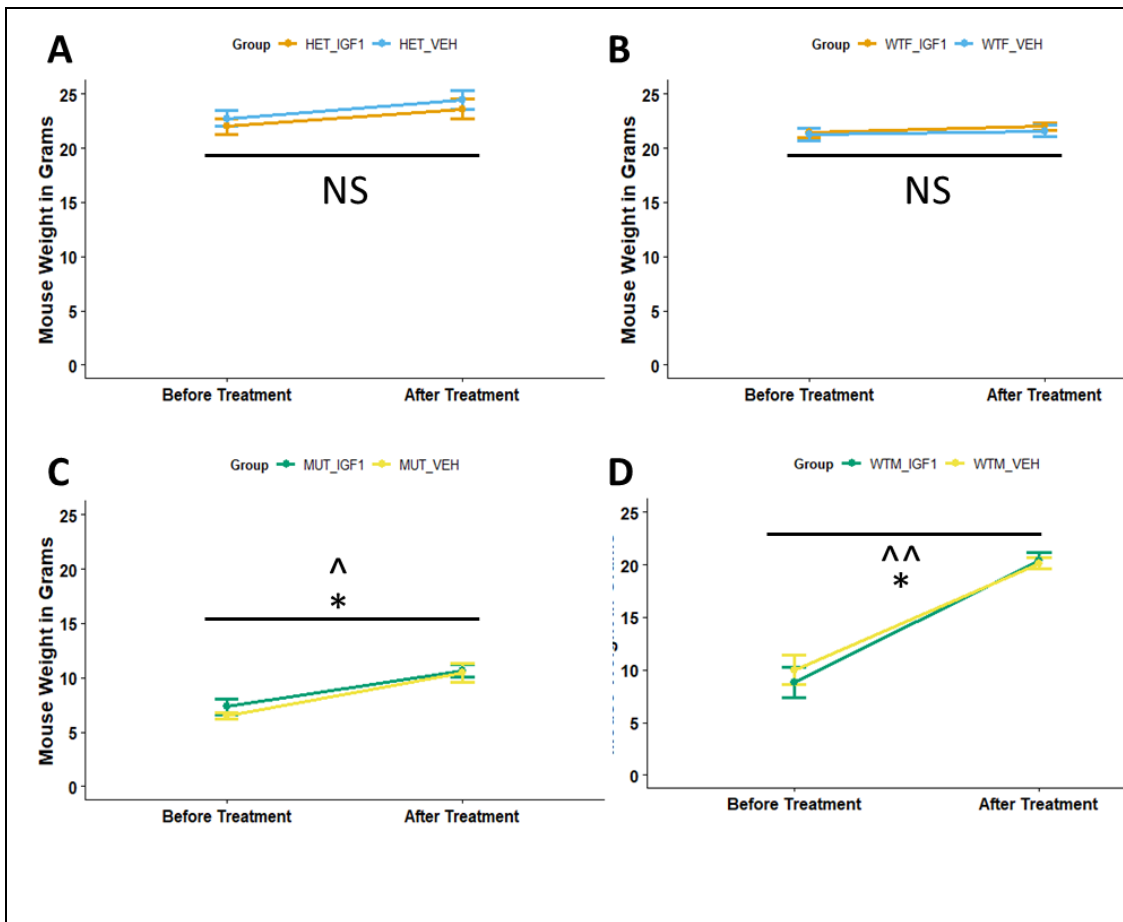 A
Group HET_IGF1 HET_VEH
Mouse Weight in Grams
25
20
15
10
5
0
NS
Before Treatment After Treatment
B
Group WTF_IGF1 WTF_VEH
Mouse Weight in Grams
25
20
15
10
5
0
NS
Before Treatment After Treatment
C
Group MUT_IGF1 MUT_VEH
Mouse Weight in Grams
25
20
15
10
5
0
^
*
Before Treatment After Treatment
D
Group WTM_IGF1 WTM_VEH
25
20
15
10
5
0
^^
*
Before Treatment After Treatment